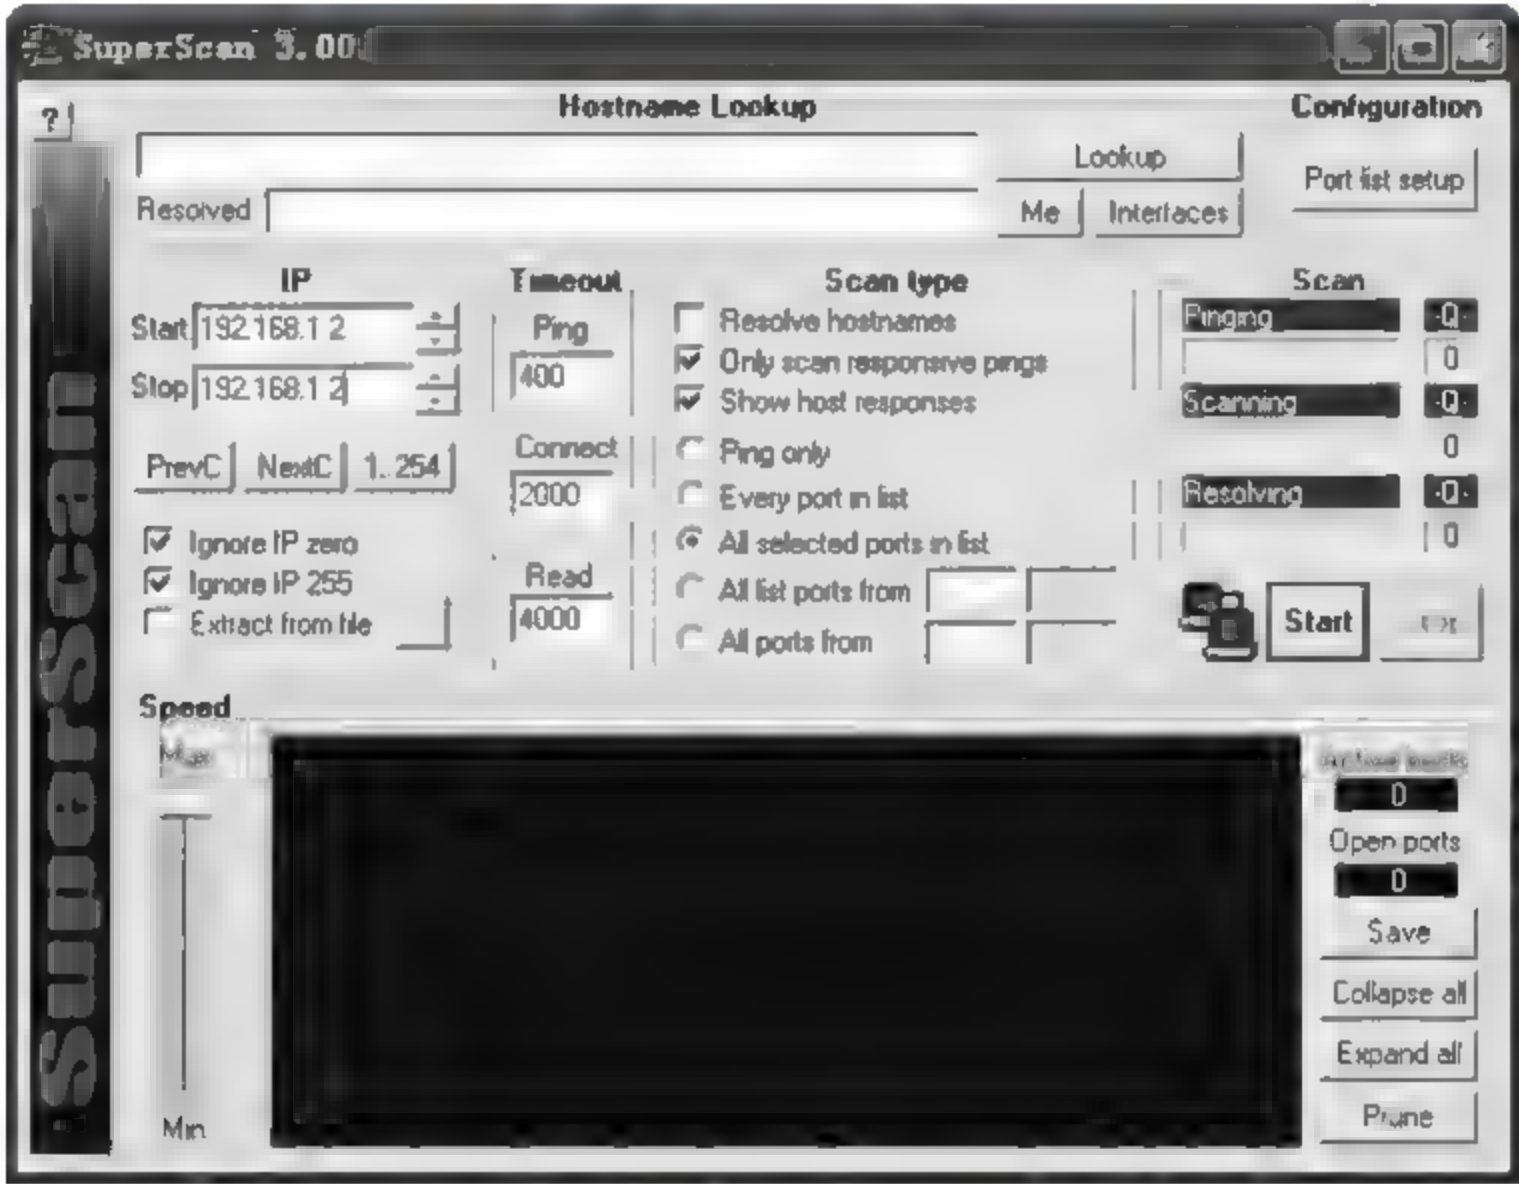 SuperScan 3.00
?
Hostname Lookup
Configuration
Lookup
Port list setup
Resolved
Me
Interfaces
IP
Timeout
Scan type
Scan
Start 192.168.1 2
Stop 192.168.1 2
PrevC
NextC
1..254
Ignore IP zero
Ignore IP 255
Extract from file
Ping
400
Connect
2000
Read
4000
Resolve hostnames
Only scan responsive pings
Show host responses
Ping only
Every port in list
All selected ports in list
All list ports from
All ports from
Pinging
0
Scanning
0
Resolving
0
Start
SuperScan
Speed
Max
Min
Active hosts
0
Open ports
0
Save
Collapse all
Expand all
Prune